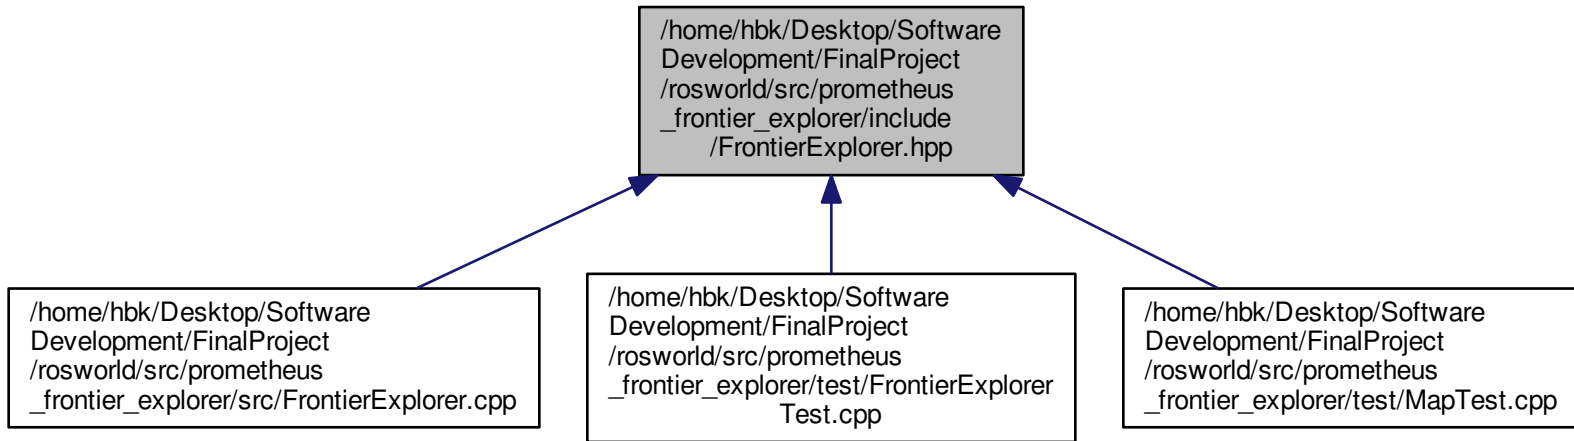 /home/hbk/Desktop/Software
Development/FinalProject
/rosworld/src/prometheus
_frontier_explorer/include
/FrontierExplorer.hpp
/home/hbk/Desktop/Software
Development/FinalProject
/rosworld/src/prometheus
_frontier_explorer/src/FrontierExplorer.cpp
/home/hbk/Desktop/Software
Development/FinalProject
/rosworld/src/prometheus
_frontier_explorer/test/FrontierExplorer
Test.cpp
/home/hbk/Desktop/Software
Development/FinalProject
/rosworld/src/prometheus
_frontier_explorer/test/MapTest.cpp